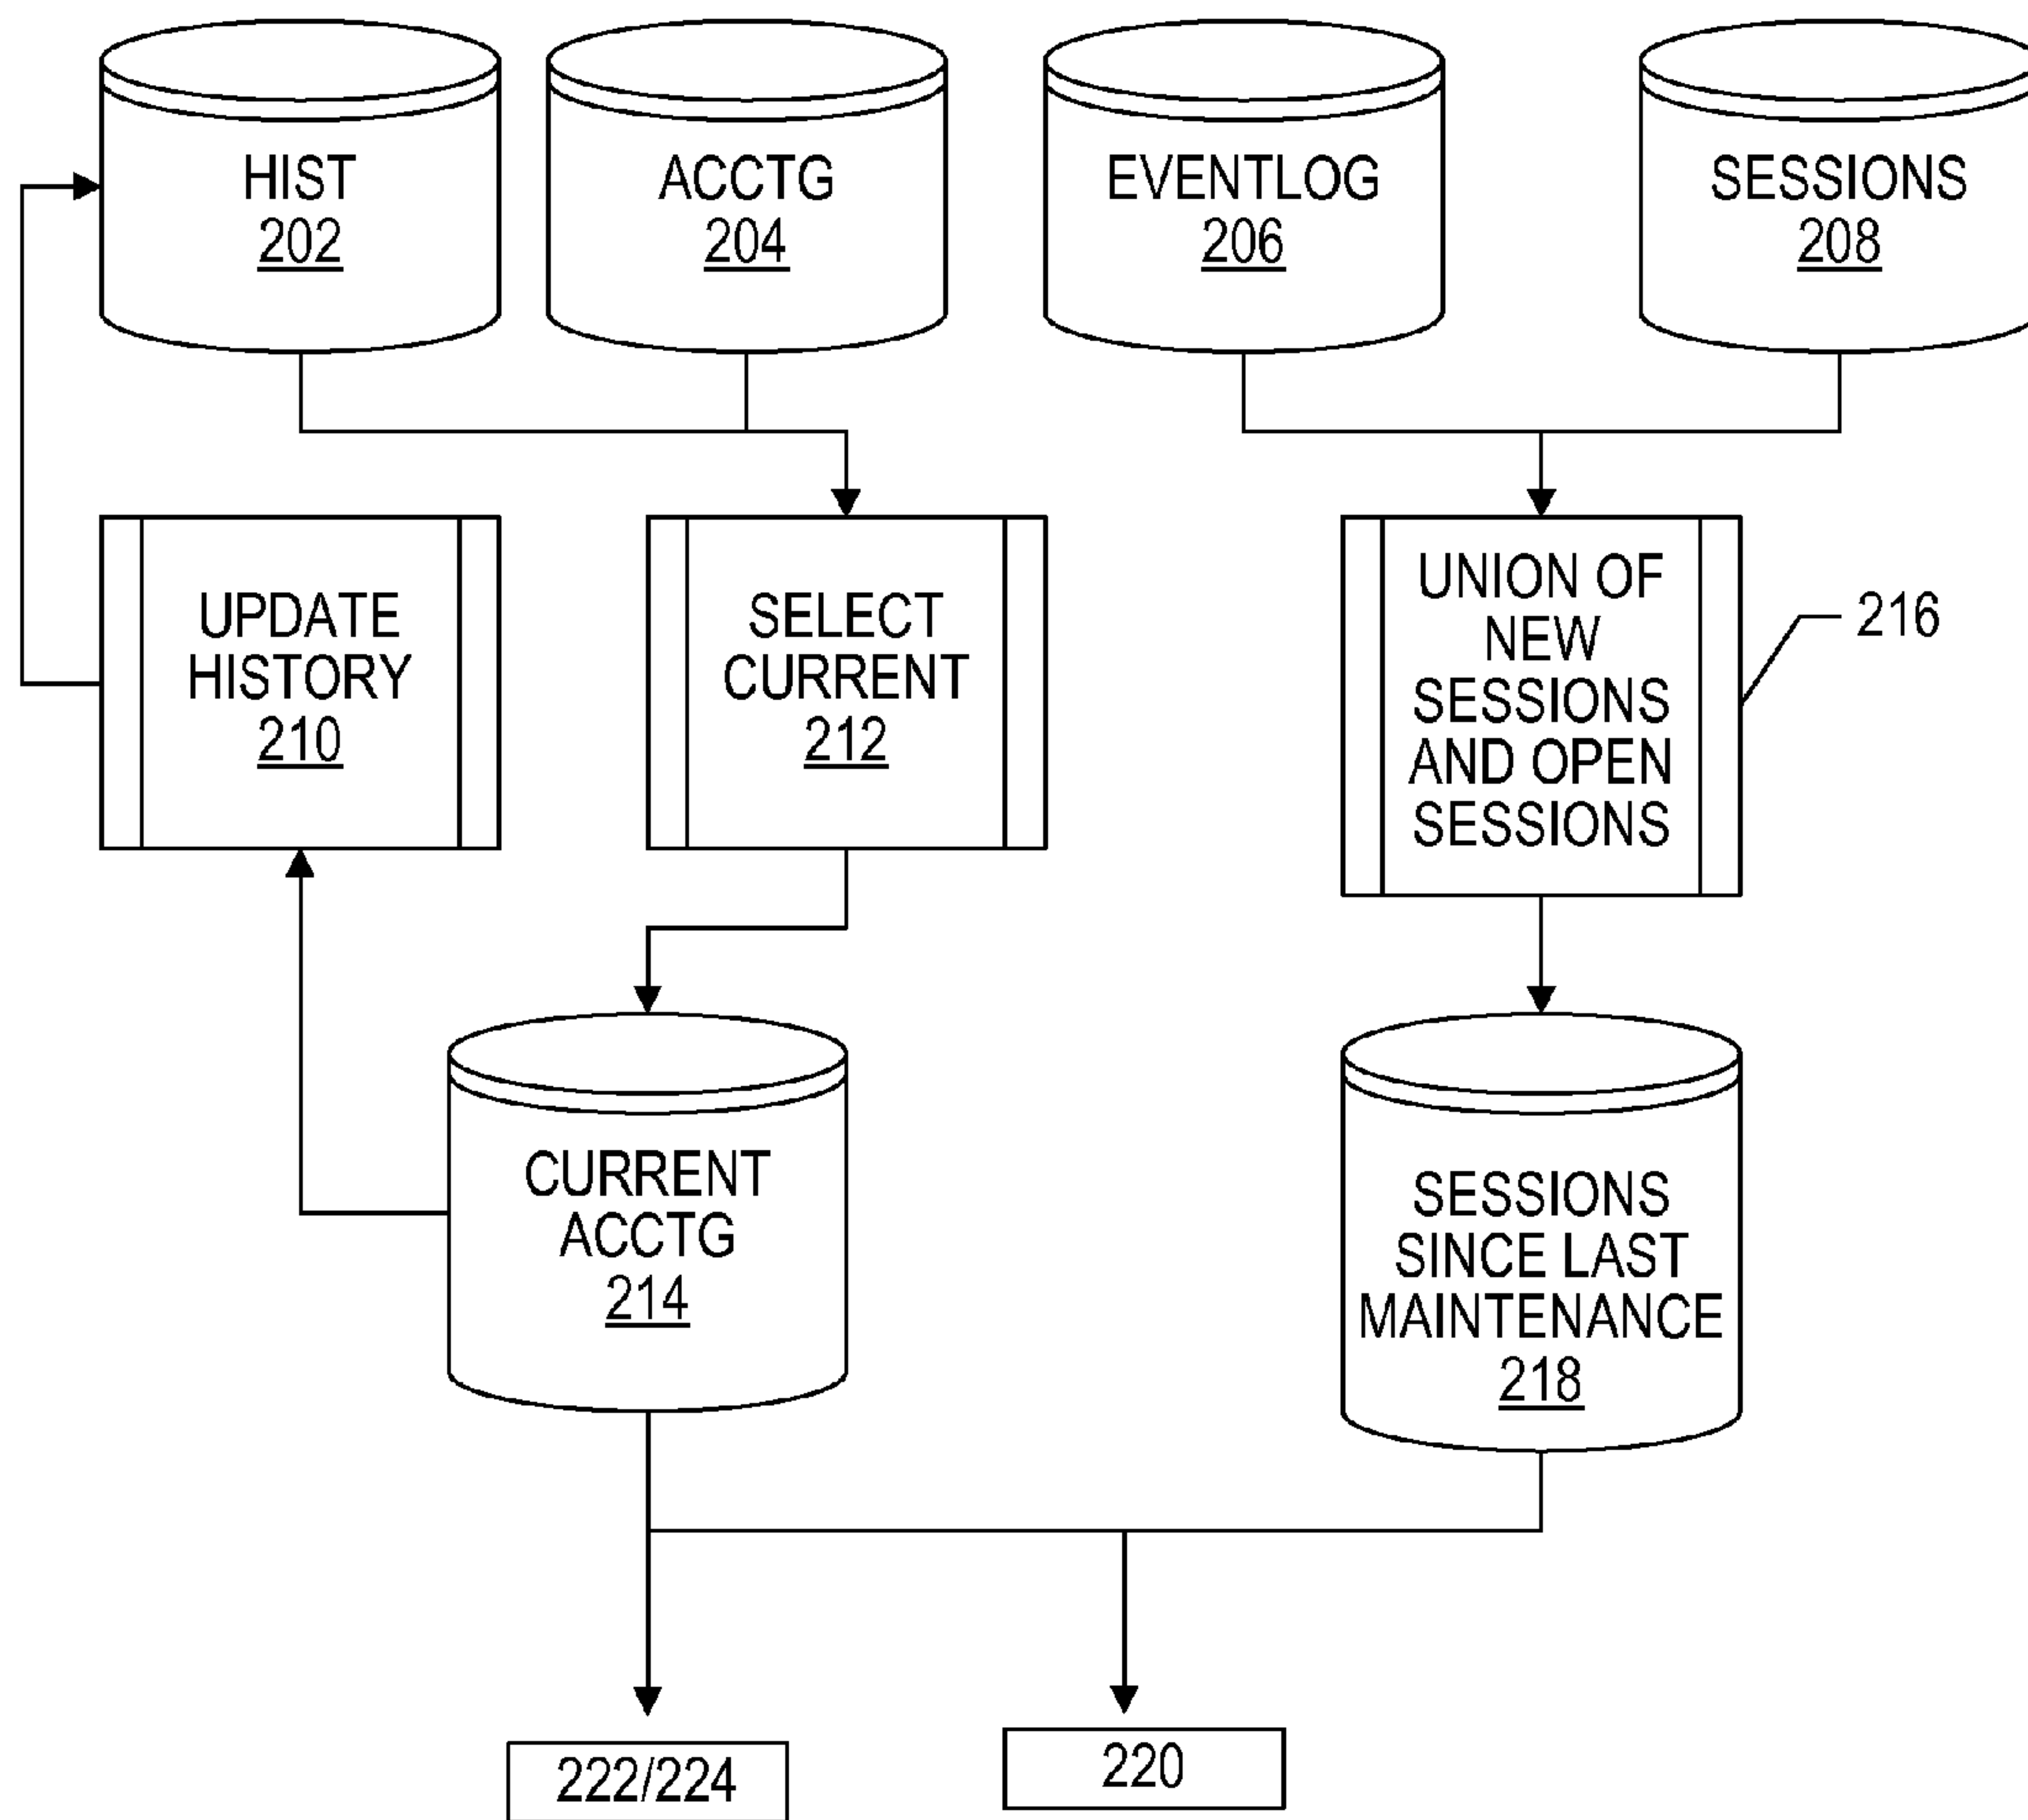 HIST
202
ACCTG
204
EVENTLOG
206
SESSIONS
208
UPDATE
HISTORY
210
SELECT
CURRENT
212
UNION OF
NEW
SESSIONS
AND OPEN
SESSIONS
216
CURRENT
ACCTG
214
SESSIONS
SINCE LAST
MAINTENANCE
218
222/224
220